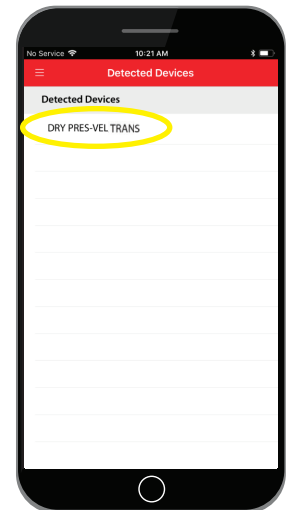 No Service 10:21 AM
Detected Devices
Detected Devices
DRY PRES-VEL TRANS